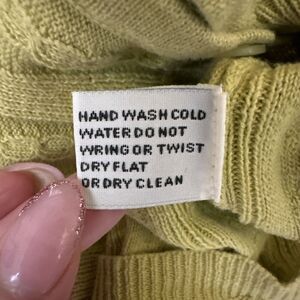 HAND WASH COLD
WATER DO NOT
WRING OR TWIST
DRY FLAT
OR DRY CLEAN